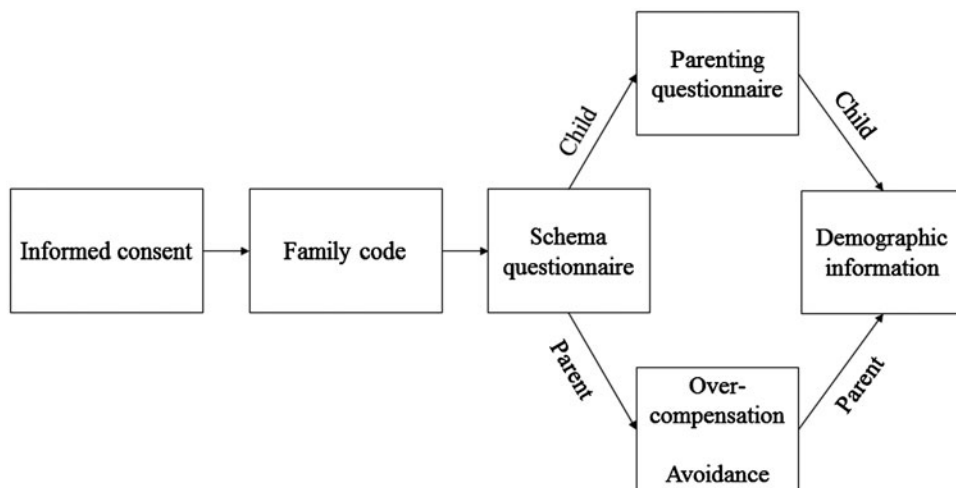 Informed consent
Family code
Schema
questionnaire
Child
Parenting
questionnaire
Child
Parent
Over-
compensation
Avoidance
Parent
Demographic
information